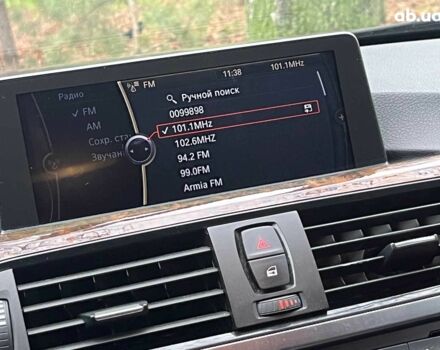 ab.ua
FM 11:38 101.1MHz
Радио
✓ FM
AM
Сохр. ста
Звучан
Ручной поиск
0099898
✓ 101.1MHz
102.6MHZ
94.2 FM
99.0FM
Armia FM